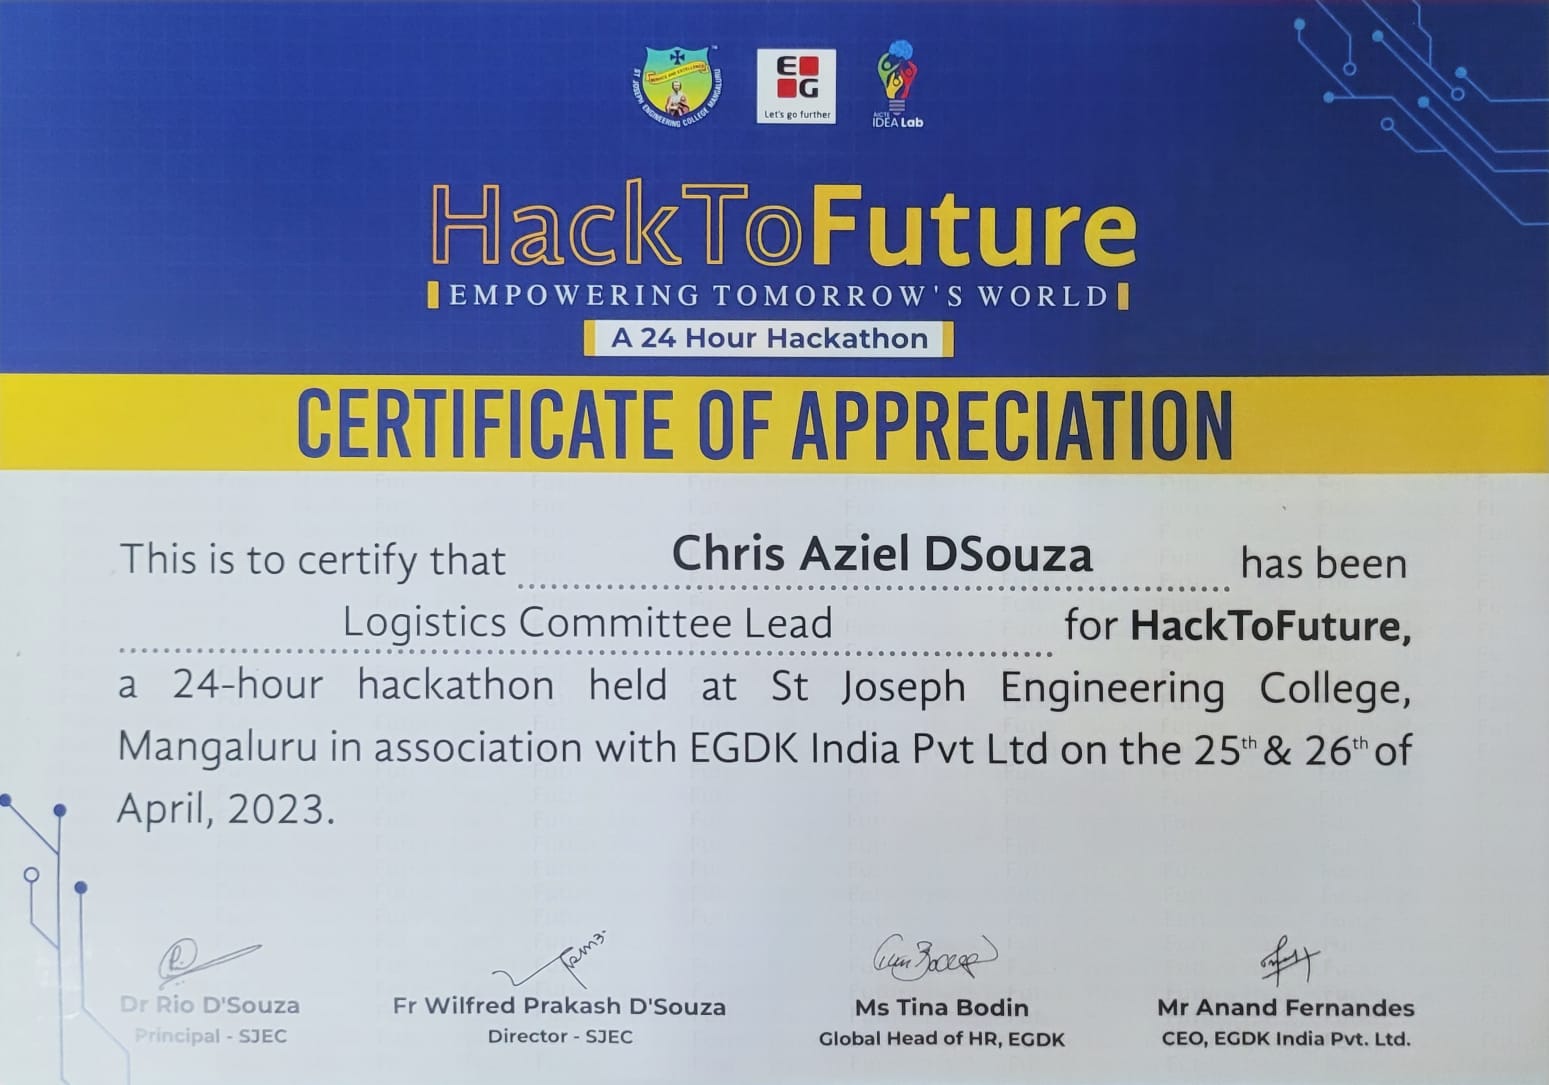 SERVICE AND EXCELLENCE
ST JOSEPH ENGINEERING COLLEGE MANGALURU
™
E
G
Let's go further
AICTE
IDEA Lab
HackToFuture
EMPOWERING TOMORROW'S WORLD
A 24 Hour Hackathon
CERTIFICATE OF APPRECIATION
This is to certify that Chris Aziel DSouza has been
Logistics Committee Lead for HackToFuture,
a 24-hour hackathon held at St Joseph Engineering College,
Mangaluru in association with EGDK India Pvt Ltd on the 25th & 26th of
April, 2023.
Dr Rio D'Souza Fr Wilfred Prakash D'Souza Ms Tina Bodin Mr Anand Fernandes
Principal - SJEC Director - SJEC Global Head of HR, EGDK CEO, EGDK India Pvt. Ltd.